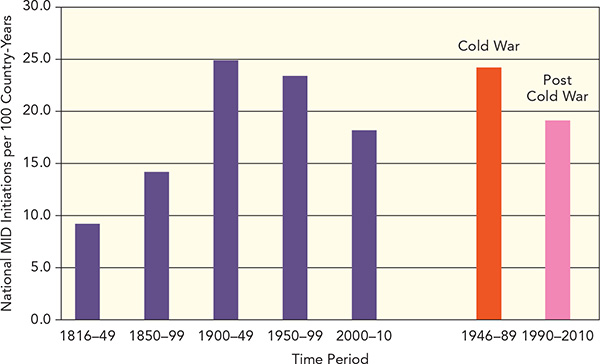 National MID Initiations per 100 Country-Years
30.0
25.0
20.0
15.0
10.0
5.0
0.0
Cold War
Post
Cold War
1816–49 1850–99 1900–49 1950–99 2000–10 1946–89 1990–2010
Time Period